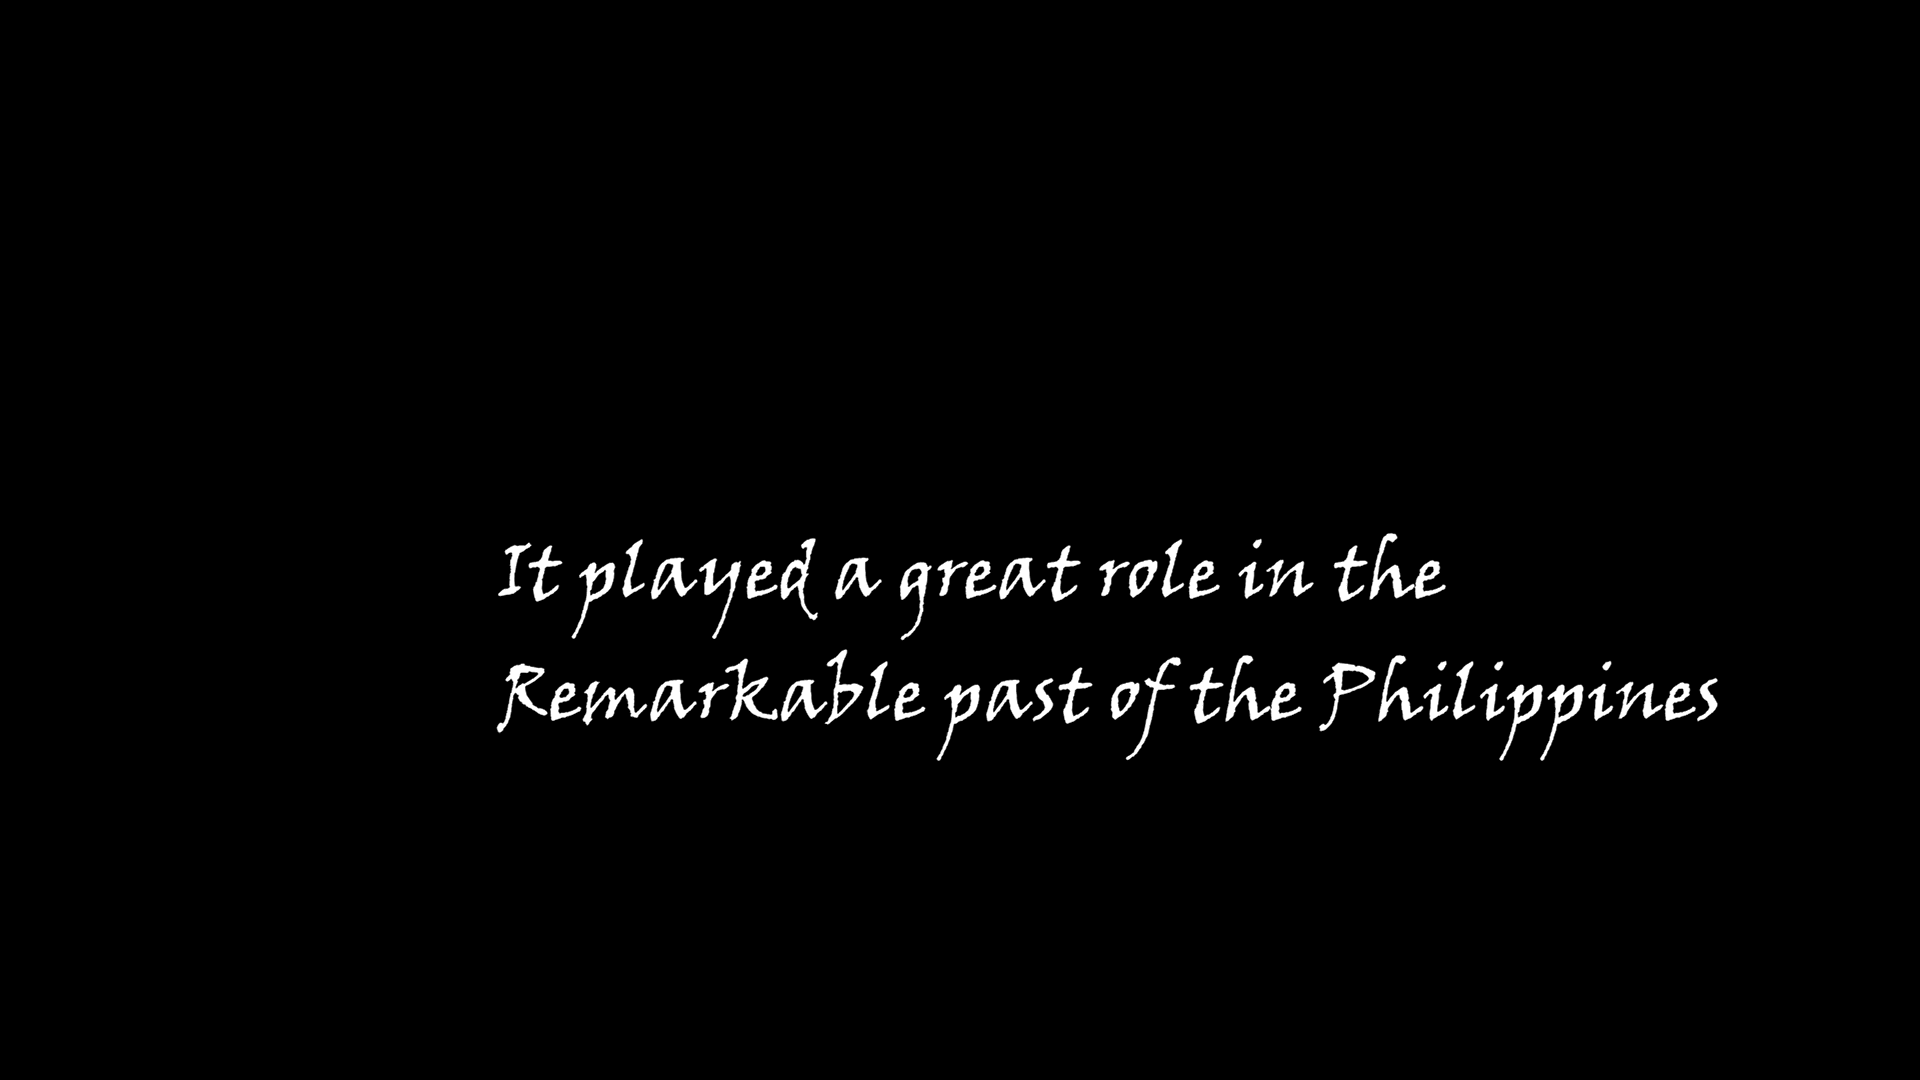 It played a great role in the
Remarkable past of the Philippines